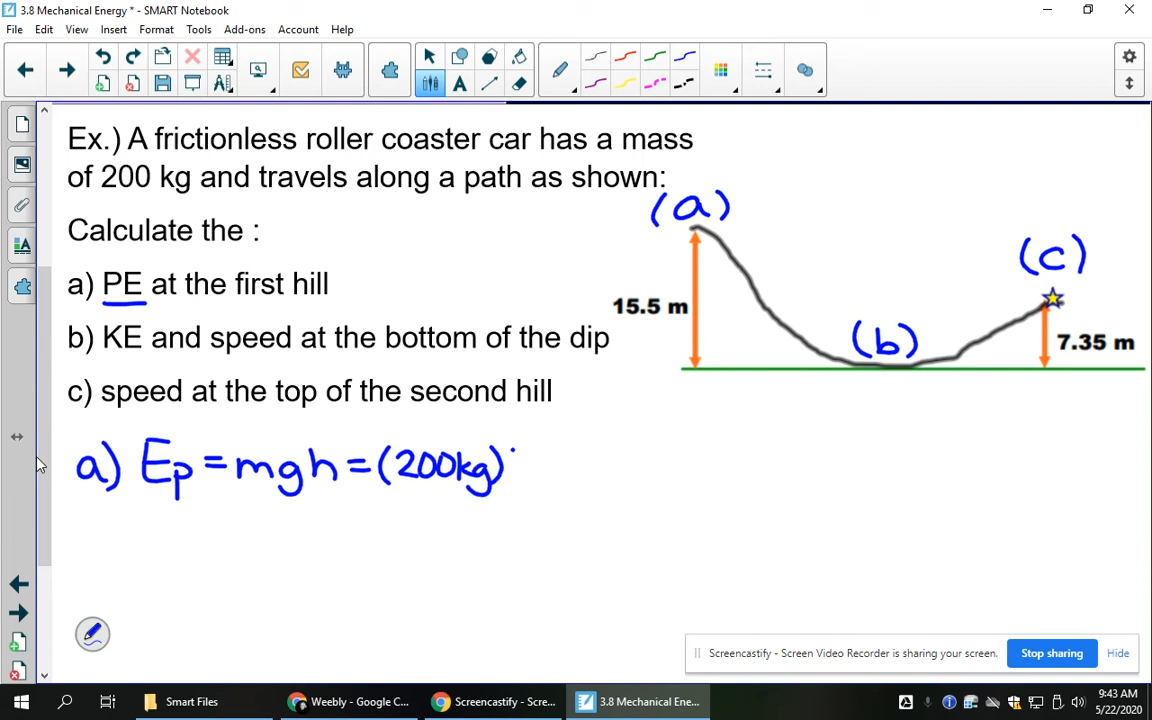 3.8 Mechanical Energy * - SMART Notebook
File Edit View Insert Format Tools Add-ons Account Help
Ex.) A frictionless roller coaster car has a mass
of 200 kg and travels along a path as shown:
(a)
Calculate the :
(c)
a) PE at the first hill
15.5 m
b) KE and speed at the bottom of the dip
(b)
7.35 m
c) speed at the top of the second hill
a) Ep = mgh = (200kg)
Screencastify - Screen Video Recorder is sharing your screen. Stop sharing Hide
Smart Files
Weebly - Google C...
Screencastify - Scre...
3.8 Mechanical Ene...
9:43 AM
5/22/2020